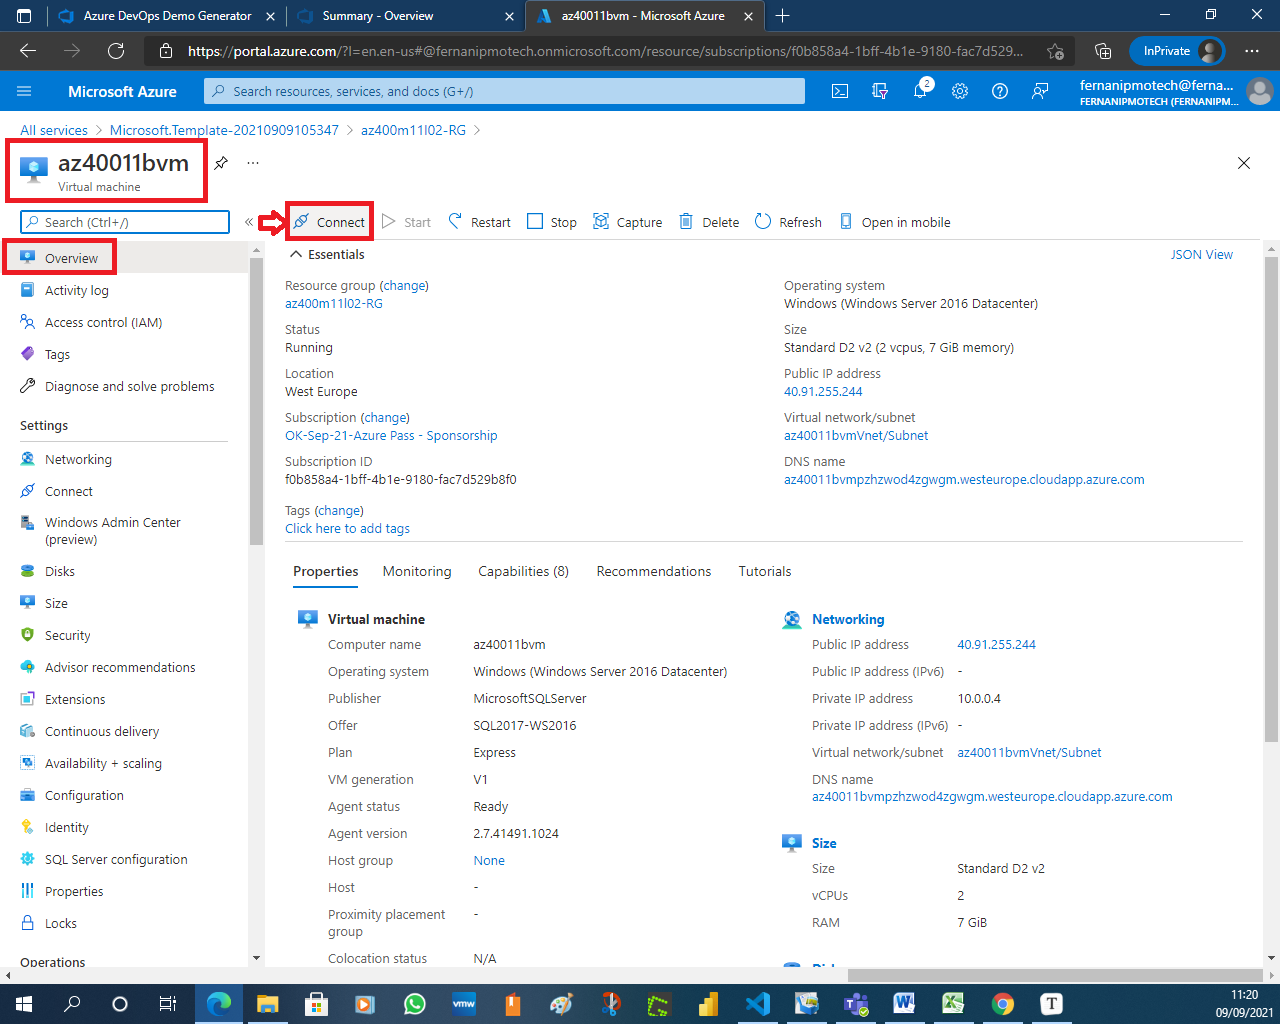 Azure DevOps Demo Generator
Summary - Overview
az40011bvm - Microsoft Azure
https://portal.azure.com/?l=en.en-us#@fernanipmotech.onmicrosoft.com/resource/subscriptions/f0b858a4-1bff-4b1e-9180-fac7d529...
InPrivate
Microsoft Azure
Search resources, services, and docs (G+/)
2
fernanipmotech@ferna...
FERNANIPMOTECH (FERNANIPM...
All services > Microsoft.Template-20210909105347 > az400m11l02-RG >
az40011bvm
Virtual machine
Search (Ctrl+/)
Connect
Start
Restart
Stop
Capture
Delete
Refresh
Open in mobile
Overview
Activity log
Access control (IAM)
Tags
Diagnose and solve problems
Settings
Networking
Connect
Windows Admin Center
(preview)
Disks
Size
Security
Advisor recommendations
Extensions
Continuous delivery
Availability + scaling
Configuration
Identity
SQL Server configuration
Properties
Locks
Operations
Essentials
JSON View
Resource group (change)
az400m11l02-RG
Status
Running
Location
West Europe
Subscription (change)
OK-Sep-21-Azure Pass - Sponsorship
Subscription ID
f0b858a4-1bff-4b1e-9180-fac7d529b8f0
Tags (change)
Click here to add tags
Operating system
Windows (Windows Server 2016 Datacenter)
Size
Standard D2 v2 (2 vcpus, 7 GiB memory)
Public IP address
40.91.255.244
Virtual network/subnet
az40011bvmVnet/Subnet
DNS name
az40011bvmpzhzwod4zgwgm.westeurope.cloudapp.azure.com
Properties
Monitoring
Capabilities (8)
Recommendations
Tutorials
Virtual machine
Computer name az40011bvm
Operating system Windows (Windows Server 2016 Datacenter)
Publisher MicrosoftSQLServer
Offer SQL2017-WS2016
Plan Express
VM generation V1
Agent status Ready
Agent version 2.7.41491.1024
Host group None
Host -
Proximity placement -
group
Colocation status N/A
Networking
Public IP address 40.91.255.244
Public IP address (IPv6) -
Private IP address 10.0.0.4
Private IP address (IPv6) -
Virtual network/subnet az40011bvmVnet/Subnet
DNS name
az40011bvmpzhzwod4zgwgm.westeurope.cloudapp.azure.com
Size
Size Standard D2 v2
vCPUs 2
RAM 7 GiB
vmw
T
11:20
09/09/2021